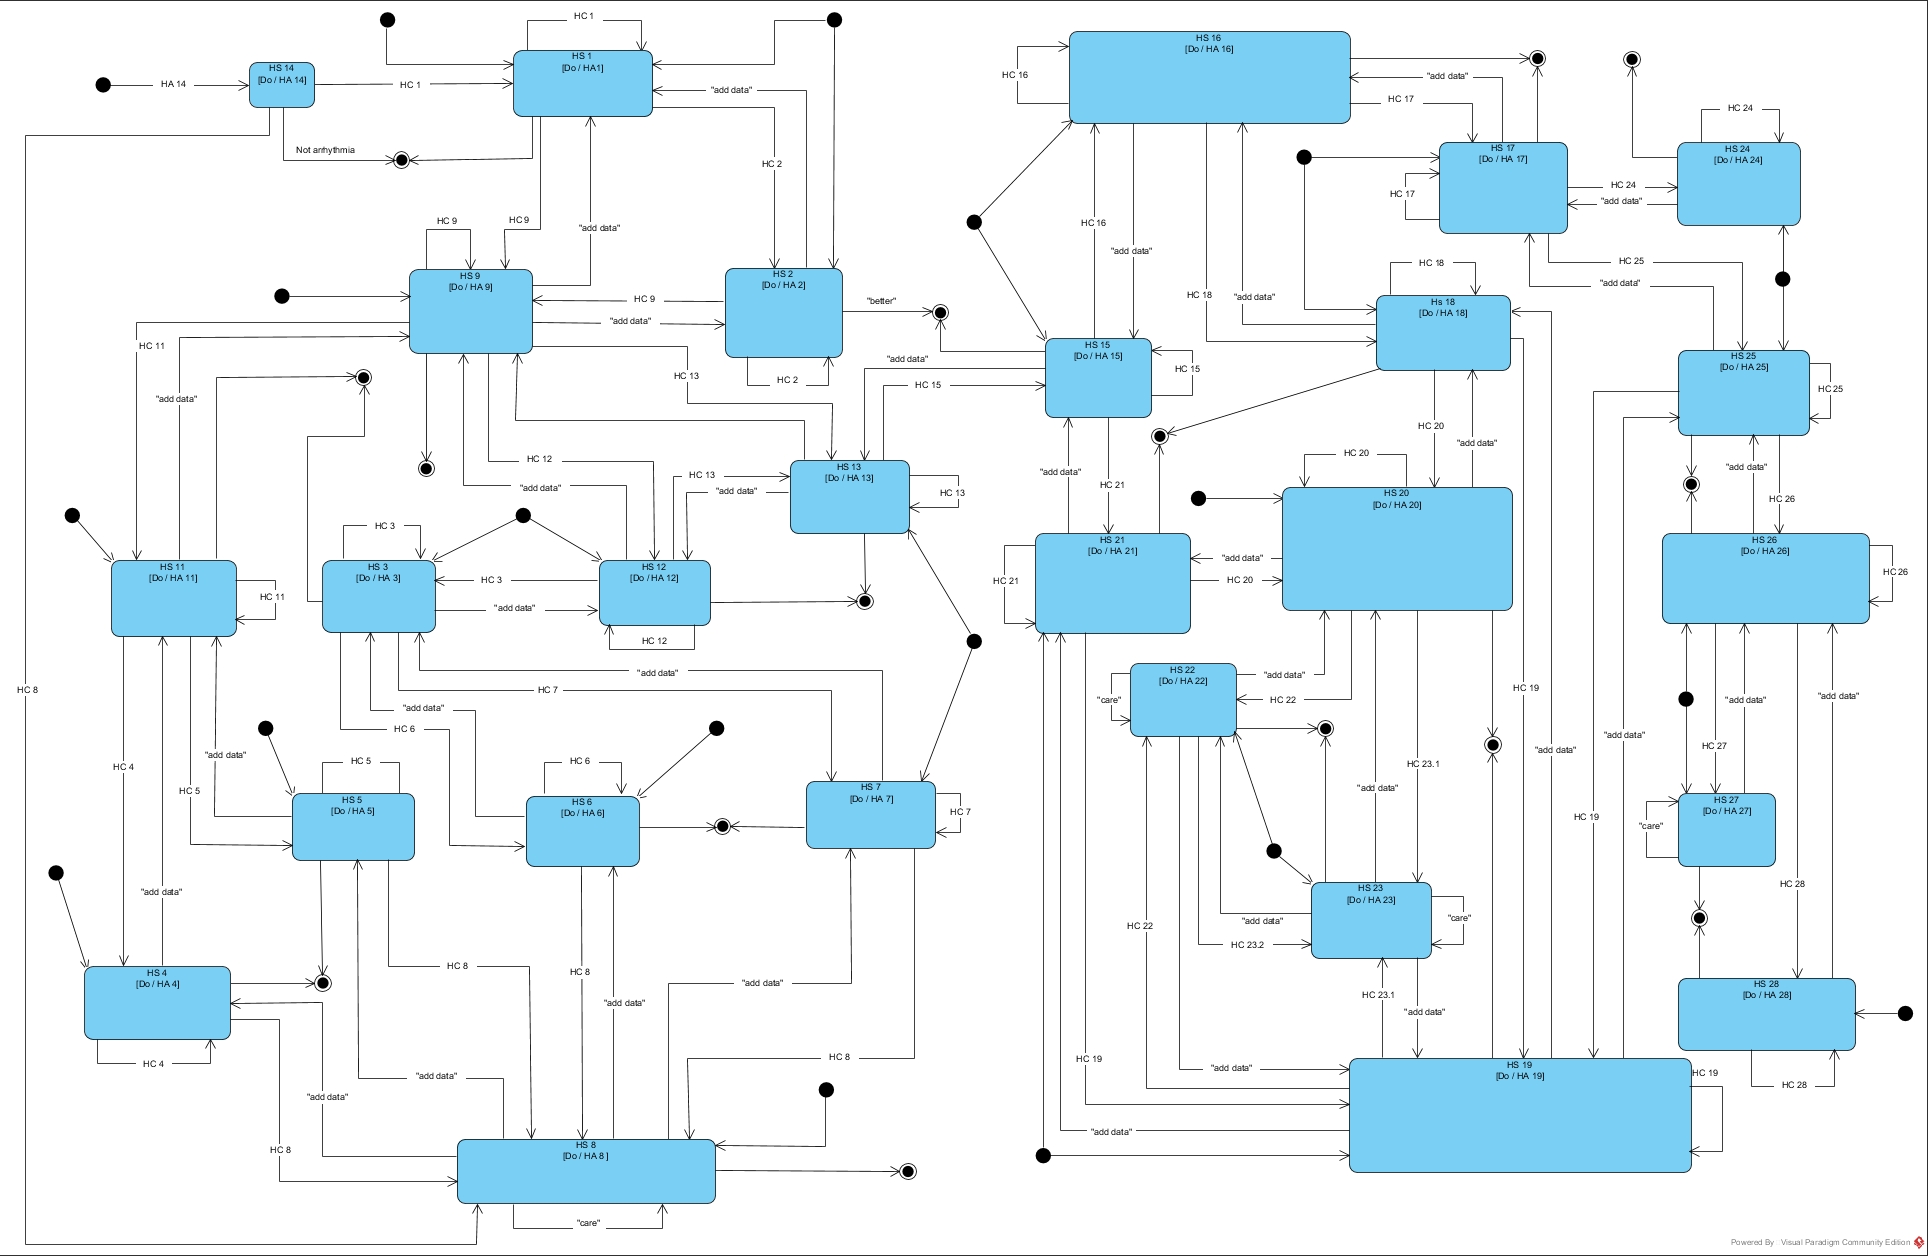 HC 1
HS 1
[Do / HA1]
HS 14
[Do / HA 14]
HA 14
HC 1
"add data"
Not arrhythmia
HC 2
HC 9
HC 9
"add data"
HS 9
[Do / HA 9]
HS 2
[Do / HA 2]
HC 9
"add data"
"better"
HC 11
HC 13
HC 2
"add data"
HC 12
"add data"
HC 13
"add data"
HS 13
[Do / HA 13]
HC 13
HC 3
HS 11
[Do / HA 11]
HC 11
HS 3
[Do / HA 3]
HC 3
"add data"
HS 12
[Do / HA 12]
HC 12
"add data"
HC 7
"add data"
HC 6
HC 8
HC 4
"add data"
HC 5
HC 5
HS 5
[Do / HA 5]
HC 6
HS 6
[Do / HA 6]
HS 7
[Do / HA 7]
HC 7
"add data"
HS 4
[Do / HA 4]
HC 4
HC 8
HC 8
"add data"
"add data"
HC 8
"add data"
"add data"
HC 8
HS 8
[Do / HA 8 ]
"care"
HS 16
[Do / HA 16]
HC 16
"add data"
HC 17
HS 17
[Do / HA 17]
HC 17
HC 24
HS 24
[Do / HA 24]
HC 24
"add data"
HC 16
"add data"
HC 18
"add data"
HC 18
Hs 18
[Do / HA 18]
HC 25
"add data"
HS 15
[Do / HA 15]
HC 15
"add data"
HC 15
HS 25
[Do / HA 25]
HC 25
HC 20
"add data"
HC 20
"add data"
HC 21
"add data"
HC 26
HS 21
[Do / HA 21]
HC 21
HS 20
[Do / HA 20]
"add data"
HC 20
HS 26
[Do / HA 26]
HC 26
HS 22
[Do / HA 22]
"care"
"add data"
HC 22
HC 19
"add data"
"add data"
HC 23.1
"add data"
HC 19
HC 27
"add data"
"add data"
HS 27
[Do / HA 27]
"care"
HC 28
HS 23
[Do / HA 23]
"care"
"add data"
HC 23.2
HC 22
HC 23.1
"add data"
HS 28
[Do / HA 28]
HC 28
HC 19
"add data"
HS 19
[Do / HA 19]
HC 19
"add data"
Powered By Visual Paradigm Community Edition